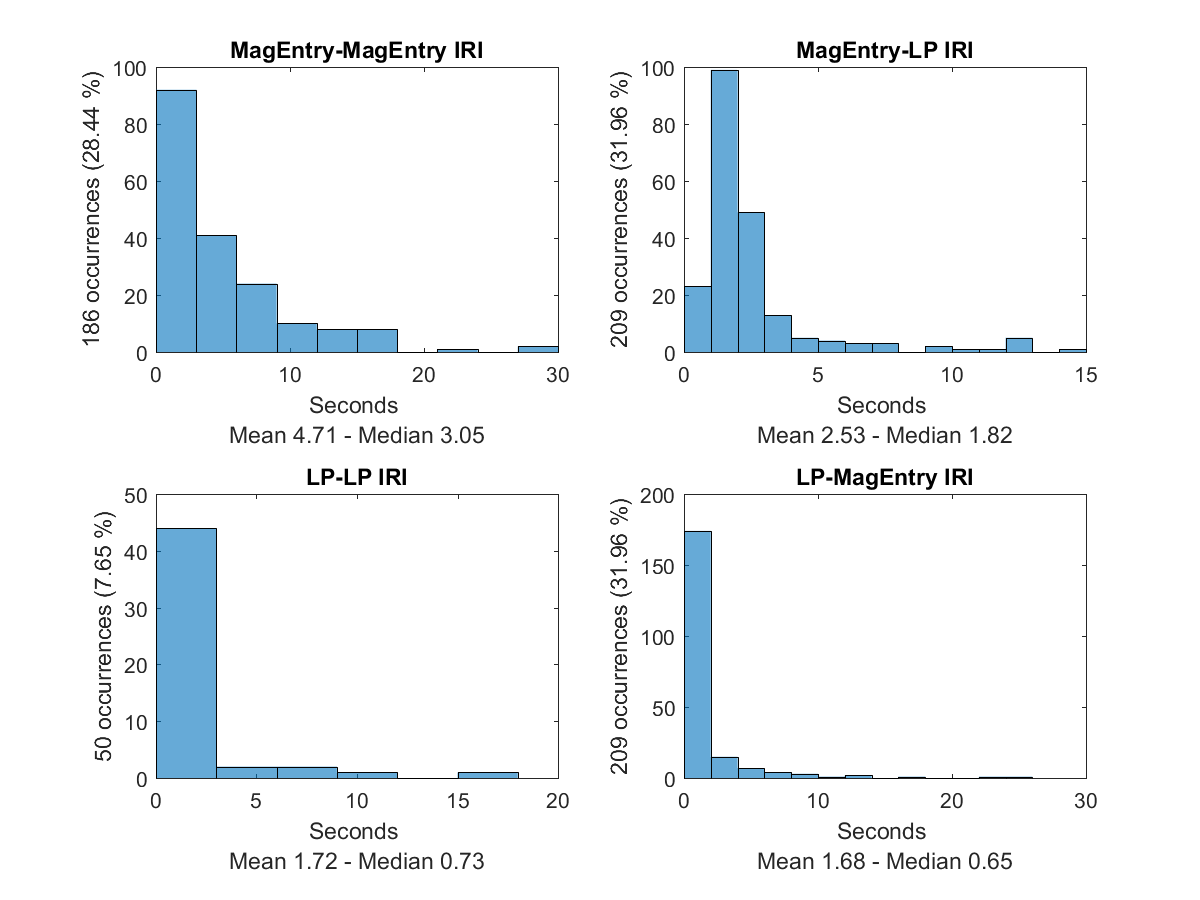 MagEntry-MagEntry IRI
186 occurrences (28.44 %)
100
80
60
40
20
0
0 10 20 30
Seconds
Mean 4.71 - Median 3.05
MagEntry-LP IRI
209 occurrences (31.96 %)
100
80
60
40
20
0
0 5 10 15
Seconds
Mean 2.53 - Median 1.82
LP-LP IRI
50 occurrences (7.65 %)
50
40
30
20
10
0
0 5 10 15 20
Seconds
Mean 1.72 - Median 0.73
LP-MagEntry IRI
209 occurrences (31.96 %)
200
150
100
50
0
0 10 20 30
Seconds
Mean 1.68 - Median 0.65